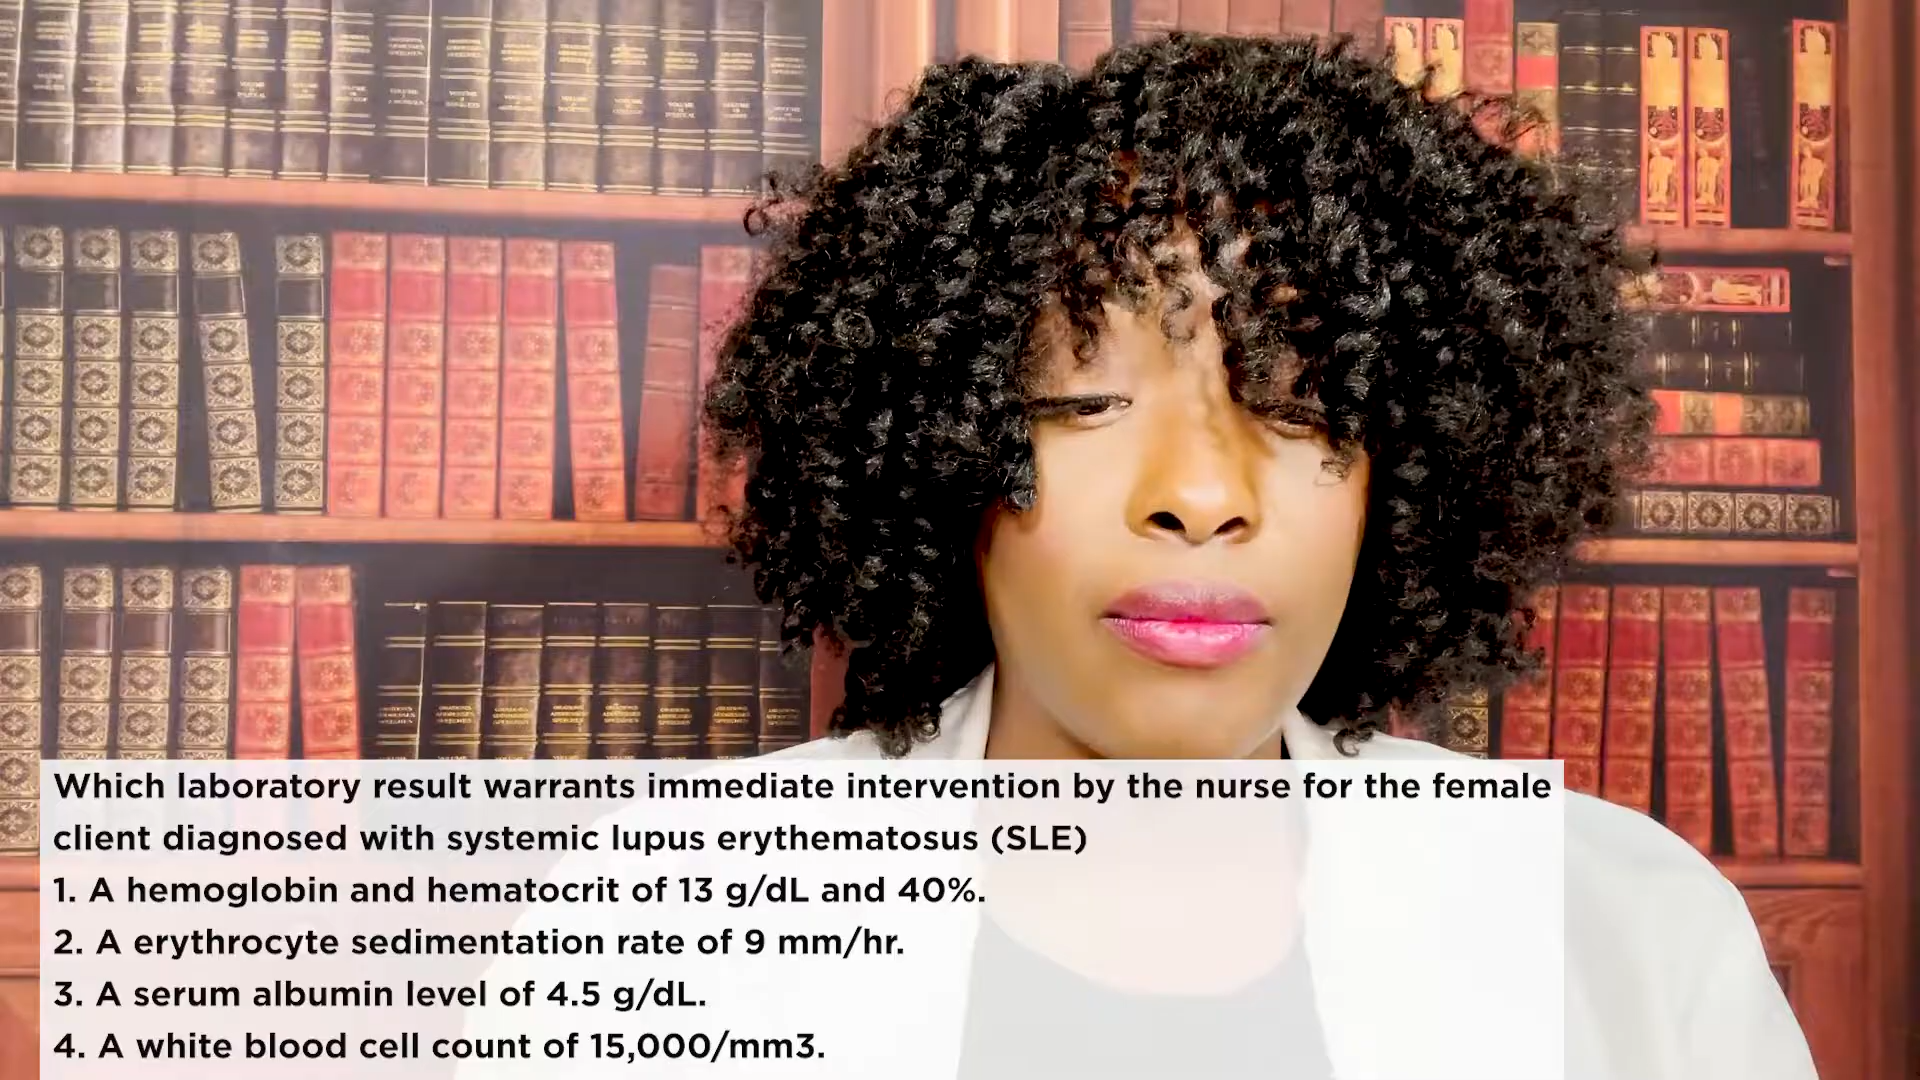 Which laboratory result warrants immediate intervention by the nurse for the female
client diagnosed with systemic lupus erythematosus (SLE)
1. A hemoglobin and hematocrit of 13 g/dL and 40%.
2. A erythrocyte sedimentation rate of 9 mm/hr.
3. A serum albumin level of 4.5 g/dL.
4. A white blood cell count of 15,000/mm3.